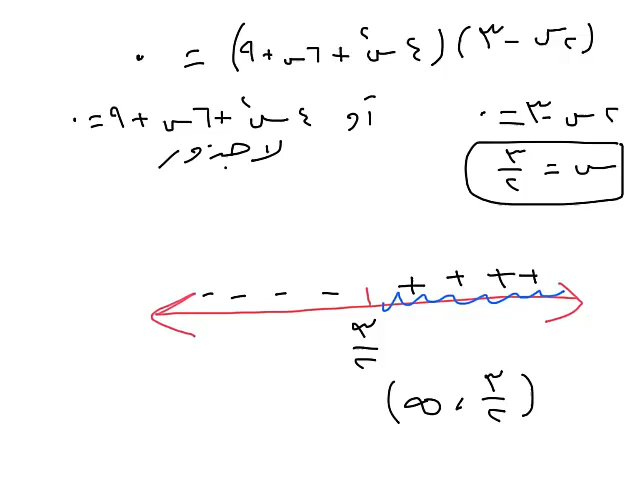 (٢س - ٣) (٤س٢ + ٦س + ٩) = ٠
٢س - ٣ = ٠ أو ٤س٢ + ٦س + ٩ = ٠
س = ٣/٢ لا جذور
- - - - + + + +
٣/٢
(٣/٢ ، ∞)